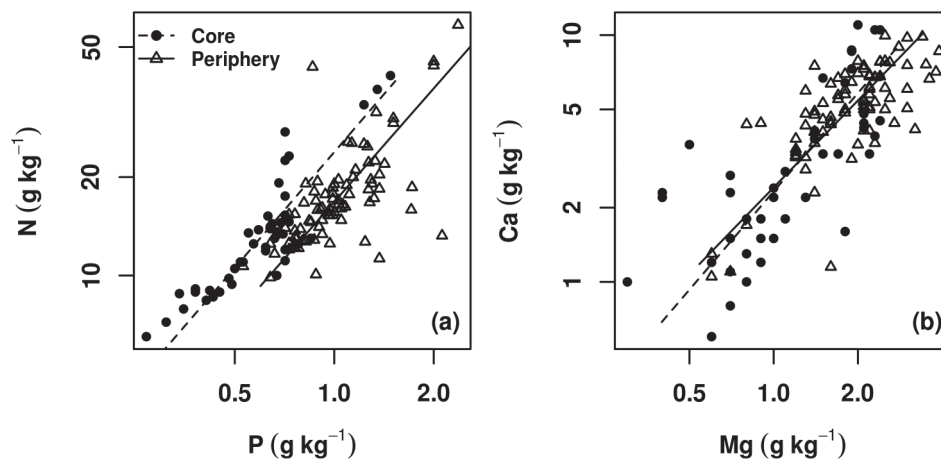 Core
Periphery
50
20
10
N (g kg⁻¹)
(a)
0.5
1.0
2.0
P (g kg⁻¹)
10
5
2
1
Ca (g kg⁻¹)
(b)
0.5
1.0
2.0
Mg (g kg⁻¹)